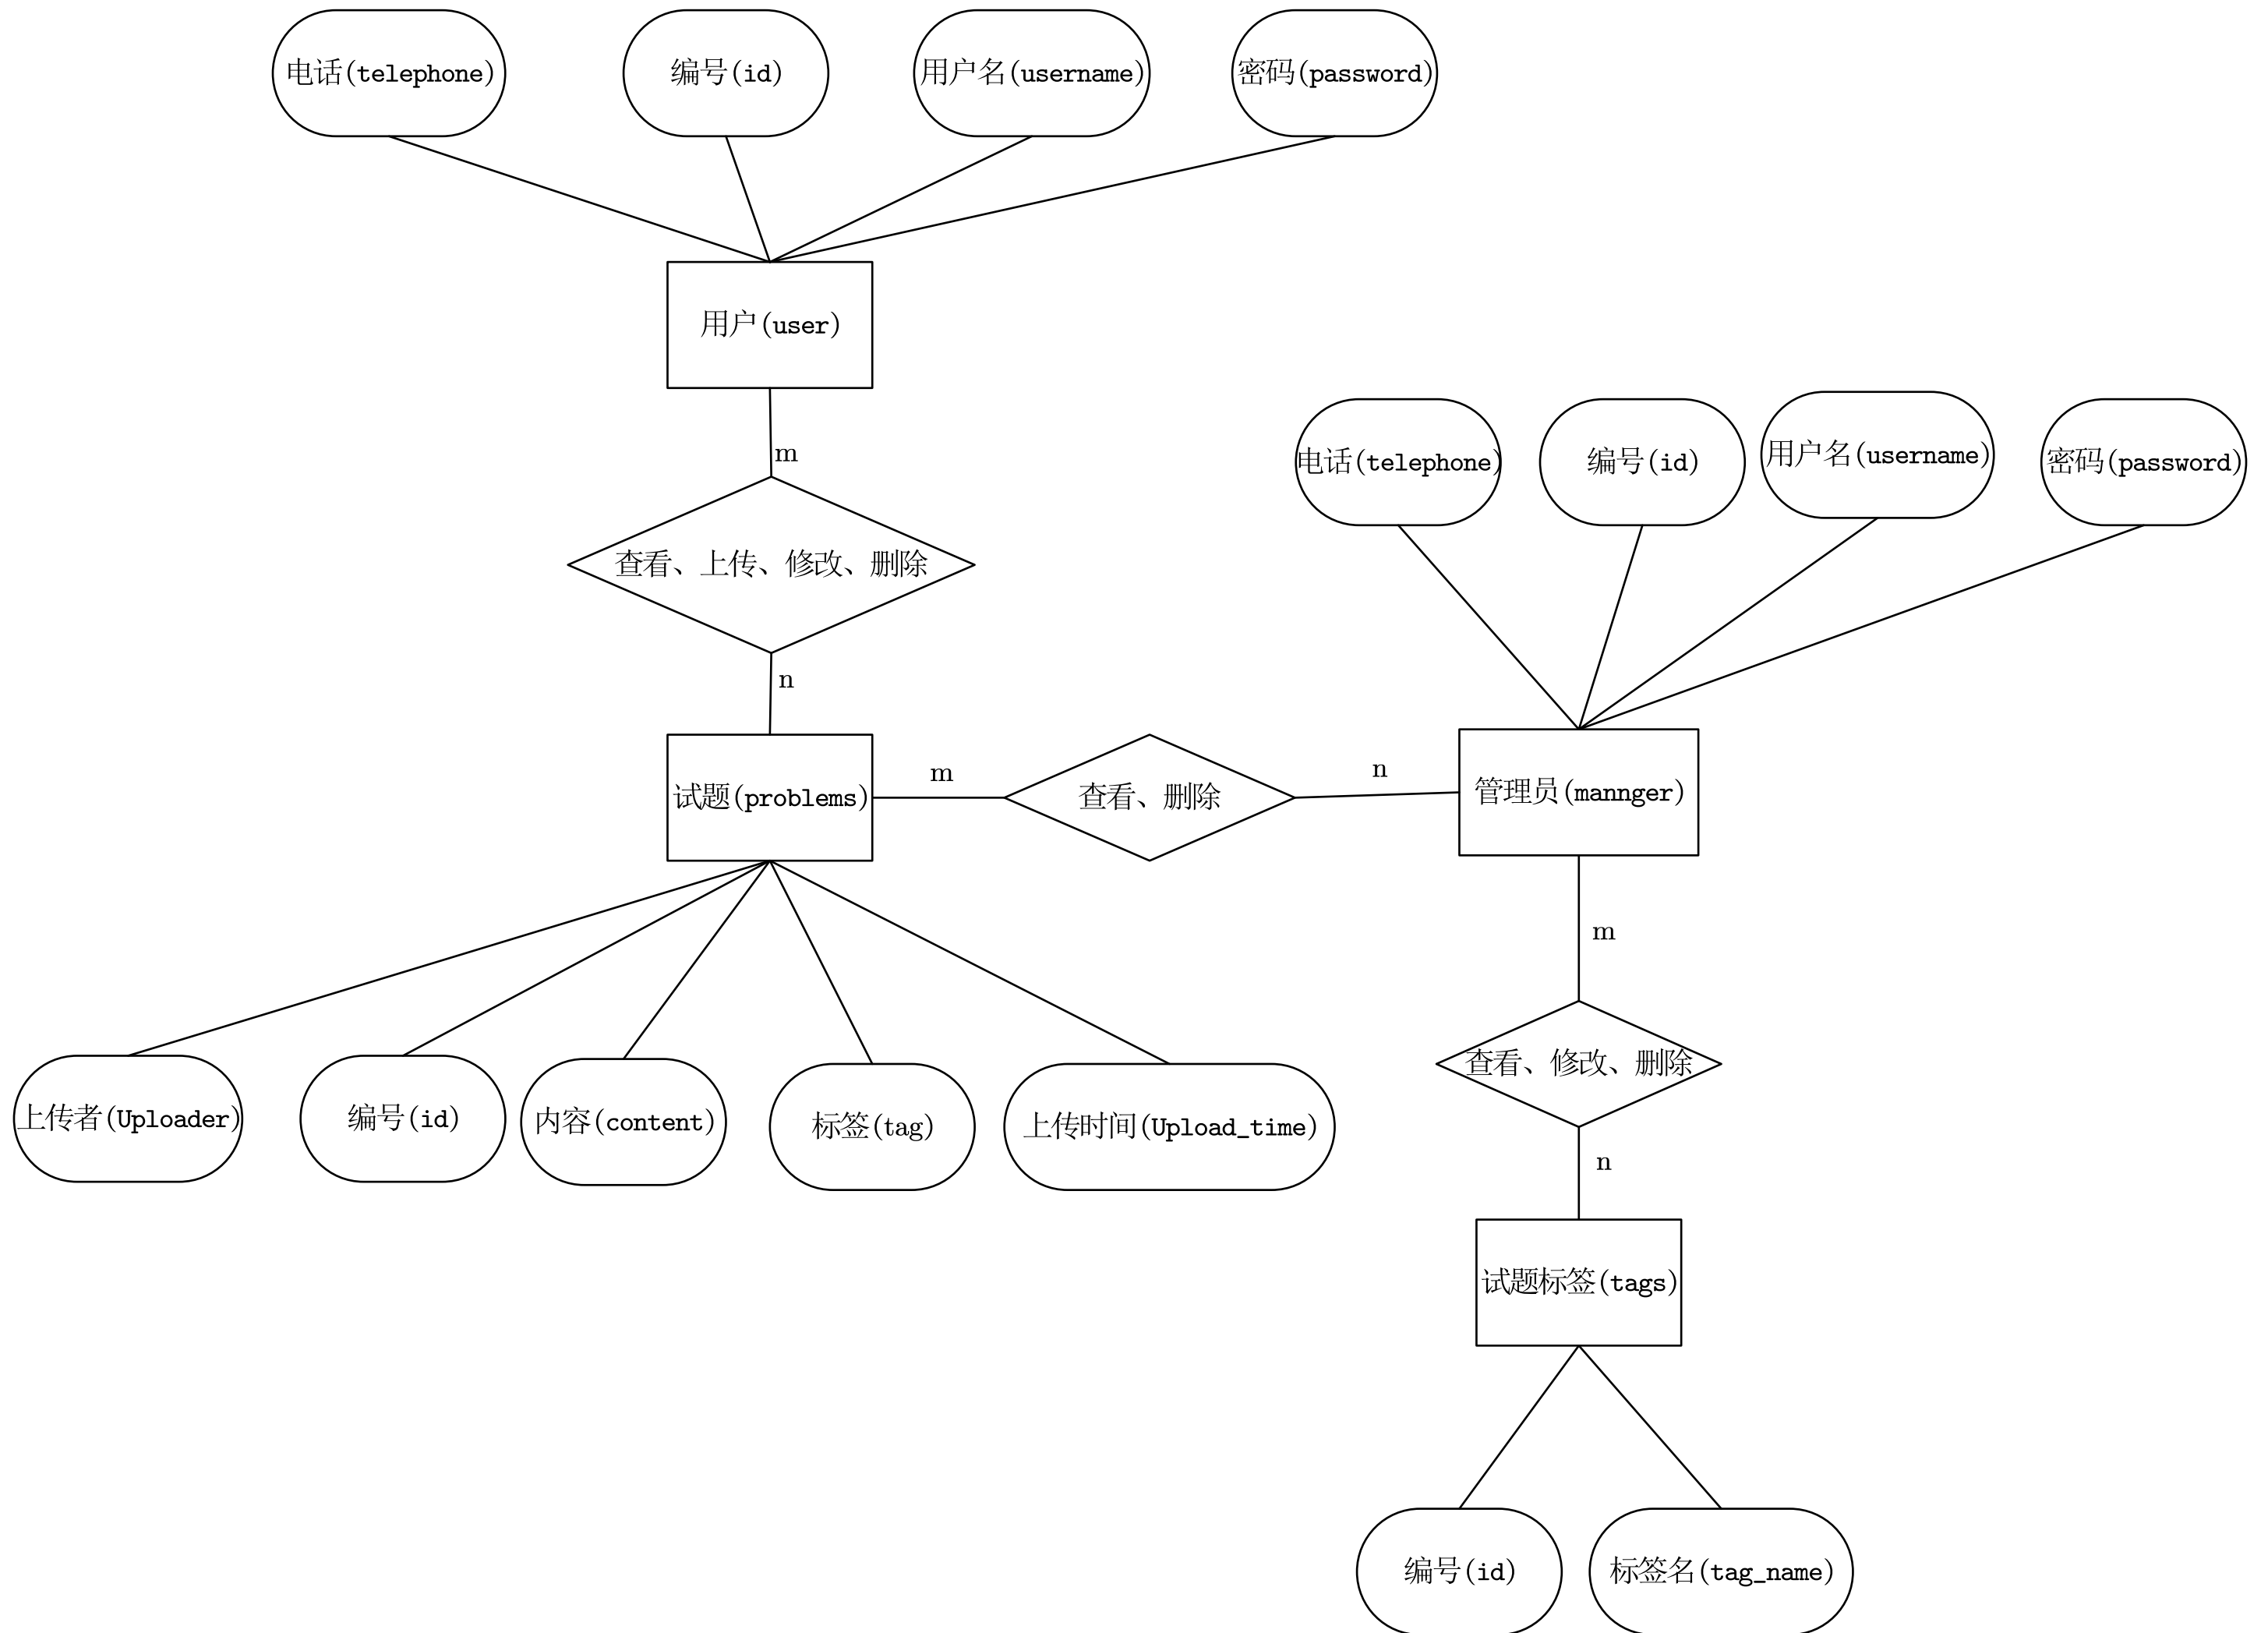 电话(telephone)
编号(id)
用户名(username)
密码(password)
用户(user)
m
查看、上传、修改、删除
n
电话(telephone)
编号(id)
用户名(username)
密码(password)
试题(problems)
m
查看、删除
n
管理员(mannger)
上传者(Uploader)
编号(id)
内容(content)
标签(tag)
上传时间(Upload_time)
m
查看、修改、删除
n
试题标签(tags)
编号(id)
标签名(tag_name)